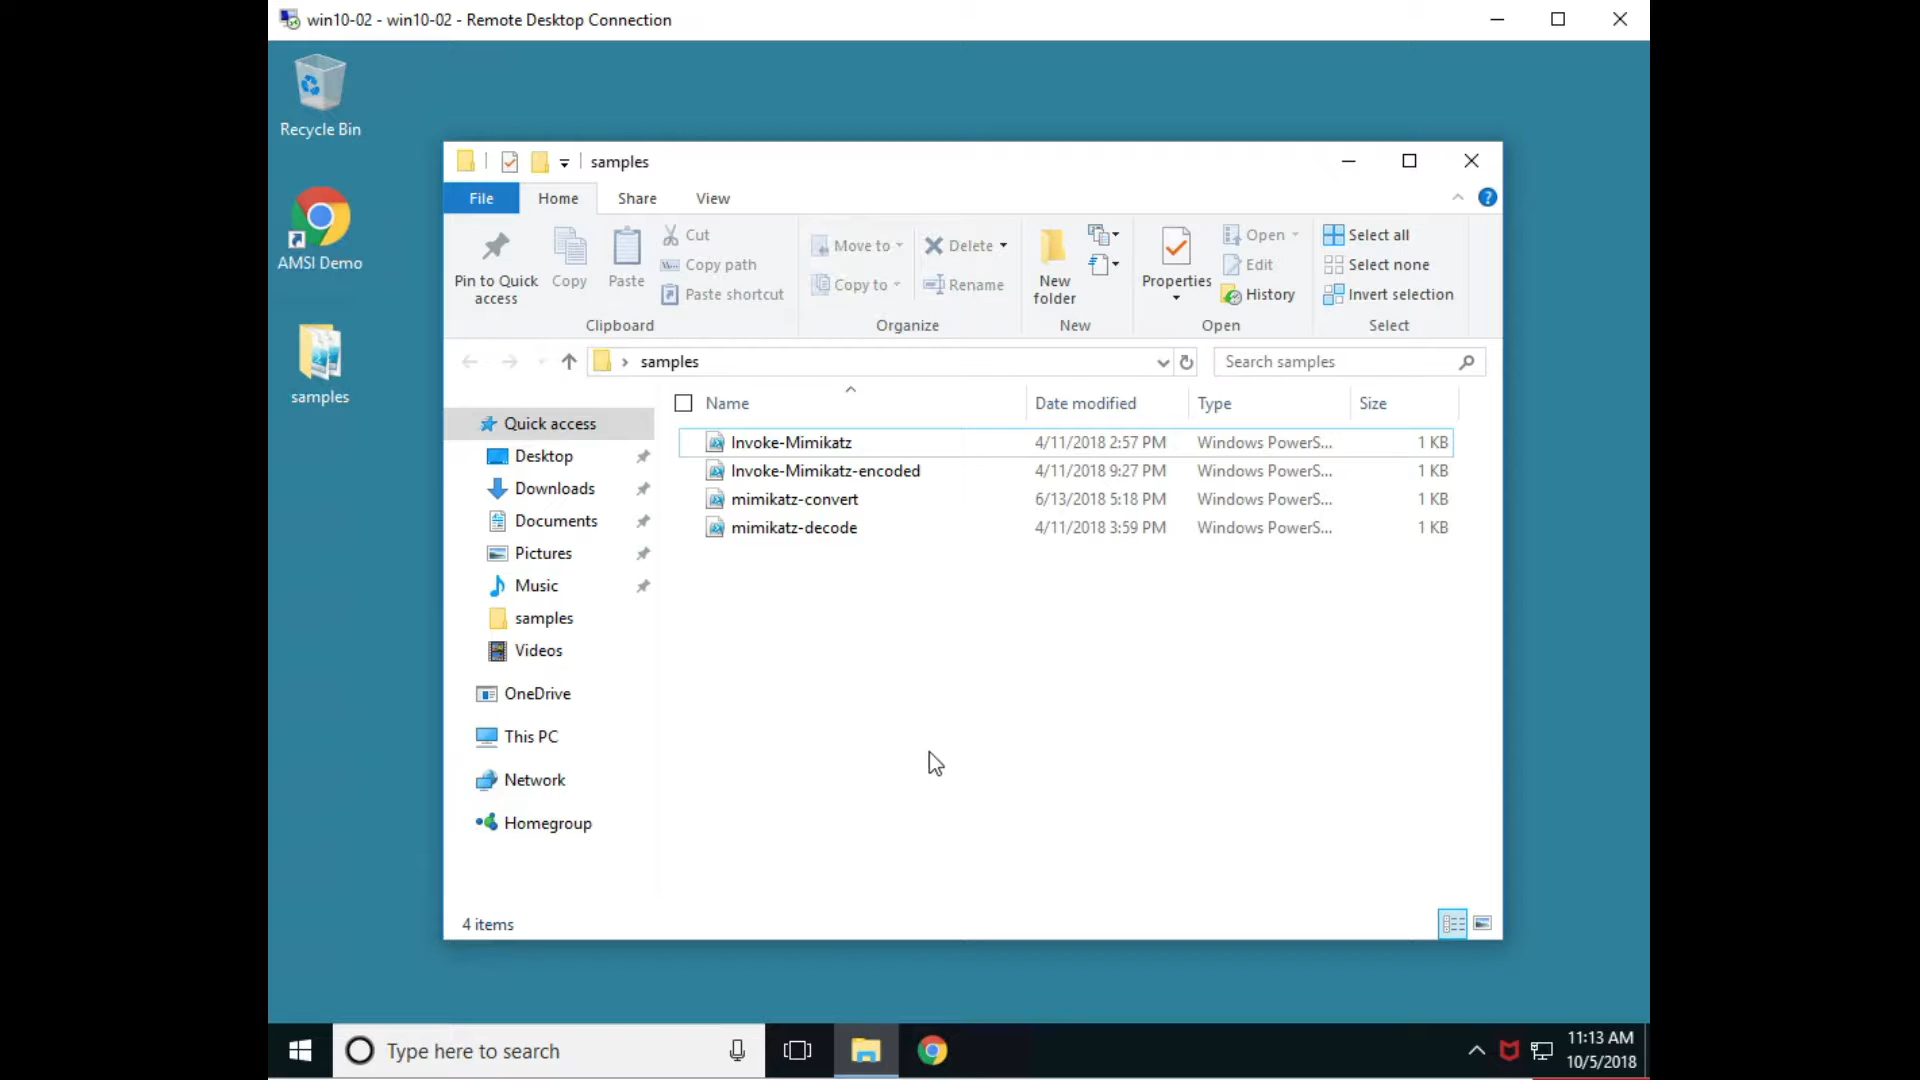 win10-02 - win10-02 - Remote Desktop Connection
Recycle Bin
AMSI Demo
samples
samples
File Home Share View
Pin to Quick access
Copy
Paste
Cut
Copy path
Paste shortcut
Clipboard
Move to
Copy to
Delete
Rename
Organize
New folder
New
Properties
Open
Edit
History
Open
Select all
Select none
Invert selection
Select
samples
Search samples
Name Date modified Type Size
Invoke-Mimikatz 4/11/2018 2:57 PM Windows PowerS... 1 KB
Invoke-Mimikatz-encoded 4/11/2018 9:27 PM Windows PowerS... 1 KB
mimikatz-convert 6/13/2018 5:18 PM Windows PowerS... 1 KB
mimikatz-decode 4/11/2018 3:59 PM Windows PowerS... 1 KB
Quick access
Desktop
Downloads
Documents
Pictures
Music
samples
Videos
OneDrive
This PC
Network
Homegroup
4 items
Type here to search
11:13 AM
10/5/2018